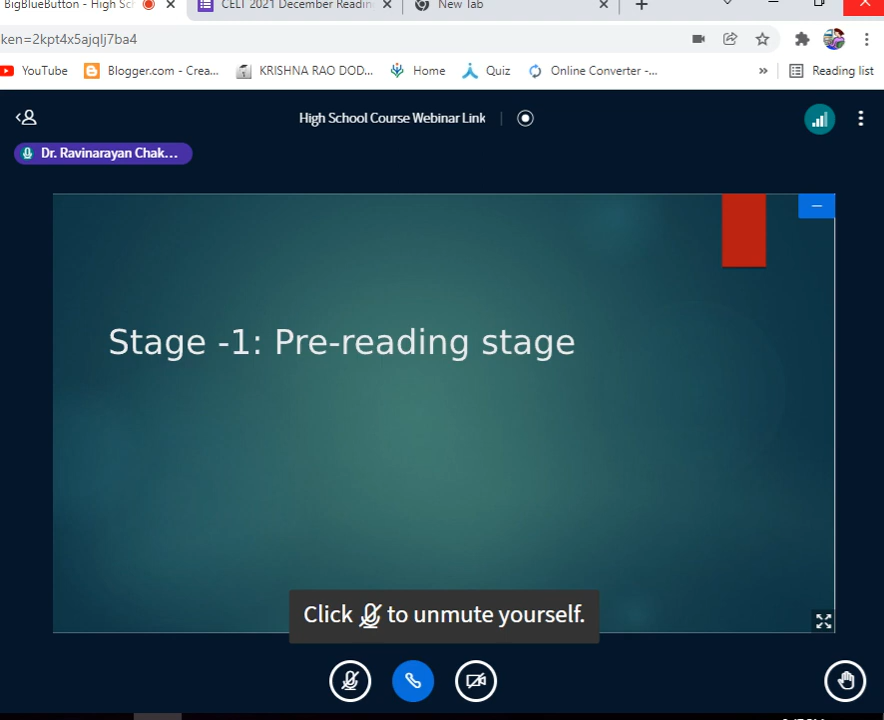 BigBlueButton - High Sc
CELT 2021 December Readin
New Tab
ken=2kpt4x5ajqlj7ba4
YouTube
Blogger.com - Crea...
KRISHNA RAO DOD...
Home
Quiz
Online Converter -...
»
Reading list
High School Course Webinar Link
Dr. Ravinarayan Chak...
Stage -1: Pre-reading stage
Click to unmute yourself.